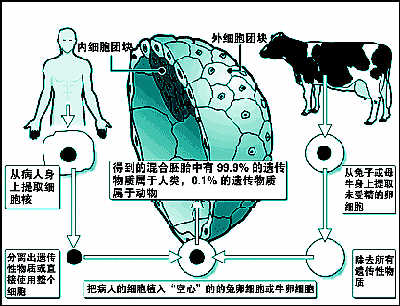 内细胞团块
外细胞团块
从病人身
上提取细
胞核
得到的混合胚胎中有 99.9% 的遗传
物质属于人类，0.1% 的遗传物质
属于动物
从兔子或母
牛身上提取
未受精的卵
细胞
分离出遗传
性物质或直
接使用整个
细胞
把病人的细胞植入“空心”的的兔卵细胞或牛卵细胞
除去所有
遗传性物
质